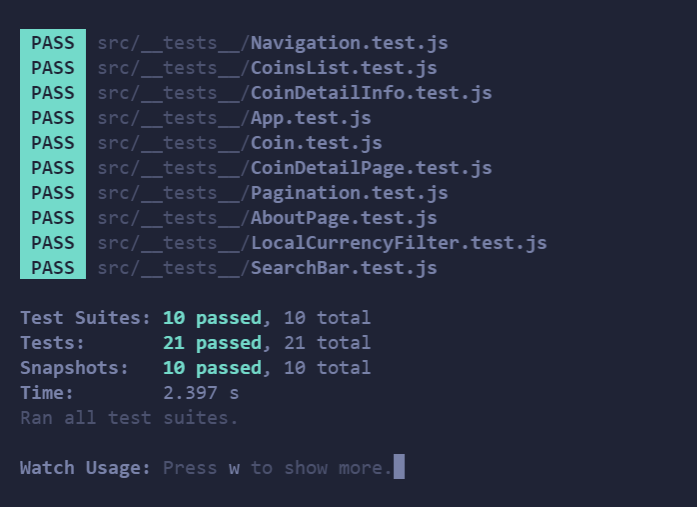 PASS src/__tests__/Navigation.test.js
PASS src/__tests__/CoinsList.test.js
PASS src/__tests__/CoinDetailInfo.test.js
PASS src/__tests__/App.test.js
PASS src/__tests__/Coin.test.js
PASS src/__tests__/CoinDetailPage.test.js
PASS src/__tests__/Pagination.test.js
PASS src/__tests__/AboutPage.test.js
PASS src/__tests__/LocalCurrencyFilter.test.js
PASS src/__tests__/SearchBar.test.js
Test Suites: 10 passed, 10 total
Tests: 21 passed, 21 total
Snapshots: 10 passed, 10 total
Time: 2.397 s
Ran all test suites.
Watch Usage: Press w to show more.